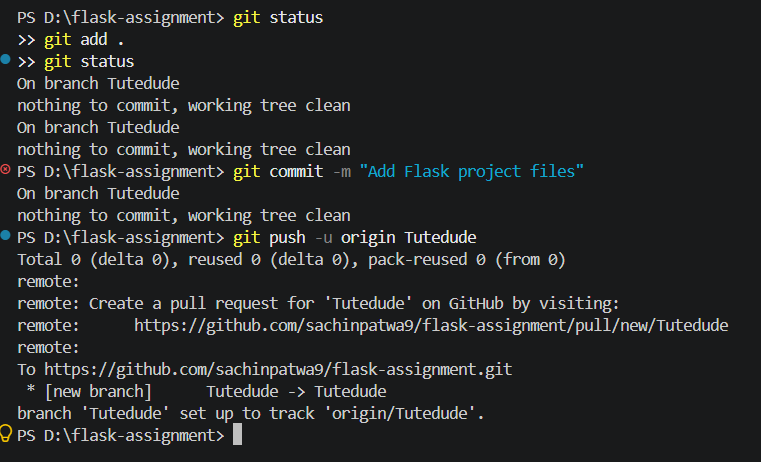 PS D:\flask-assignment> git status
>> git add .
>> git status
On branch Tutedude
nothing to commit, working tree clean
On branch Tutedude
nothing to commit, working tree clean
PS D:\flask-assignment> git commit -m "Add Flask project files"
On branch Tutedude
nothing to commit, working tree clean
PS D:\flask-assignment> git push -u origin Tutedude
Total 0 (delta 0), reused 0 (delta 0), pack-reused 0 (from 0)
remote:
remote: Create a pull request for 'Tutedude' on GitHub by visiting:
remote:      https://github.com/sachinpatwa9/flask-assignment/pull/new/Tutedude
remote:
To https://github.com/sachinpatwa9/flask-assignment.git
 * [new branch]      Tutedude -> Tutedude
branch 'Tutedude' set up to track 'origin/Tutedude'.
PS D:\flask-assignment>